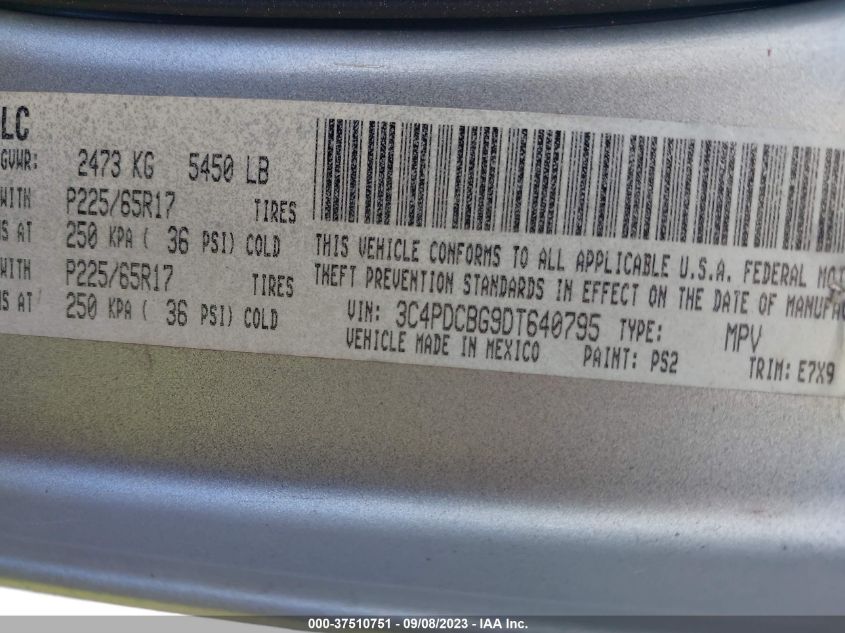 LC
GVWR: 2473 KG 5450 LB
WITH P225/65R17 TIRES
S AT 250 KPA ( 36 PSI) COLD
WITH P225/65R17 TIRES
S AT 250 KPA ( 36 PSI) COLD
THIS VEHICLE CONFORMS TO ALL APPLICABLE U.S.A. FEDERAL MOT
THEFT PREVENTION STANDARDS IN EFFECT ON THE DATE OF MANUFA
VIN: 3C4PDCBG9DT640795 TYPE: MPV
VEHICLE MADE IN MEXICO PAINT: PS2 TRIM: E7X9
000-37510751 - 09/08/2023 - © IAA, Inc.